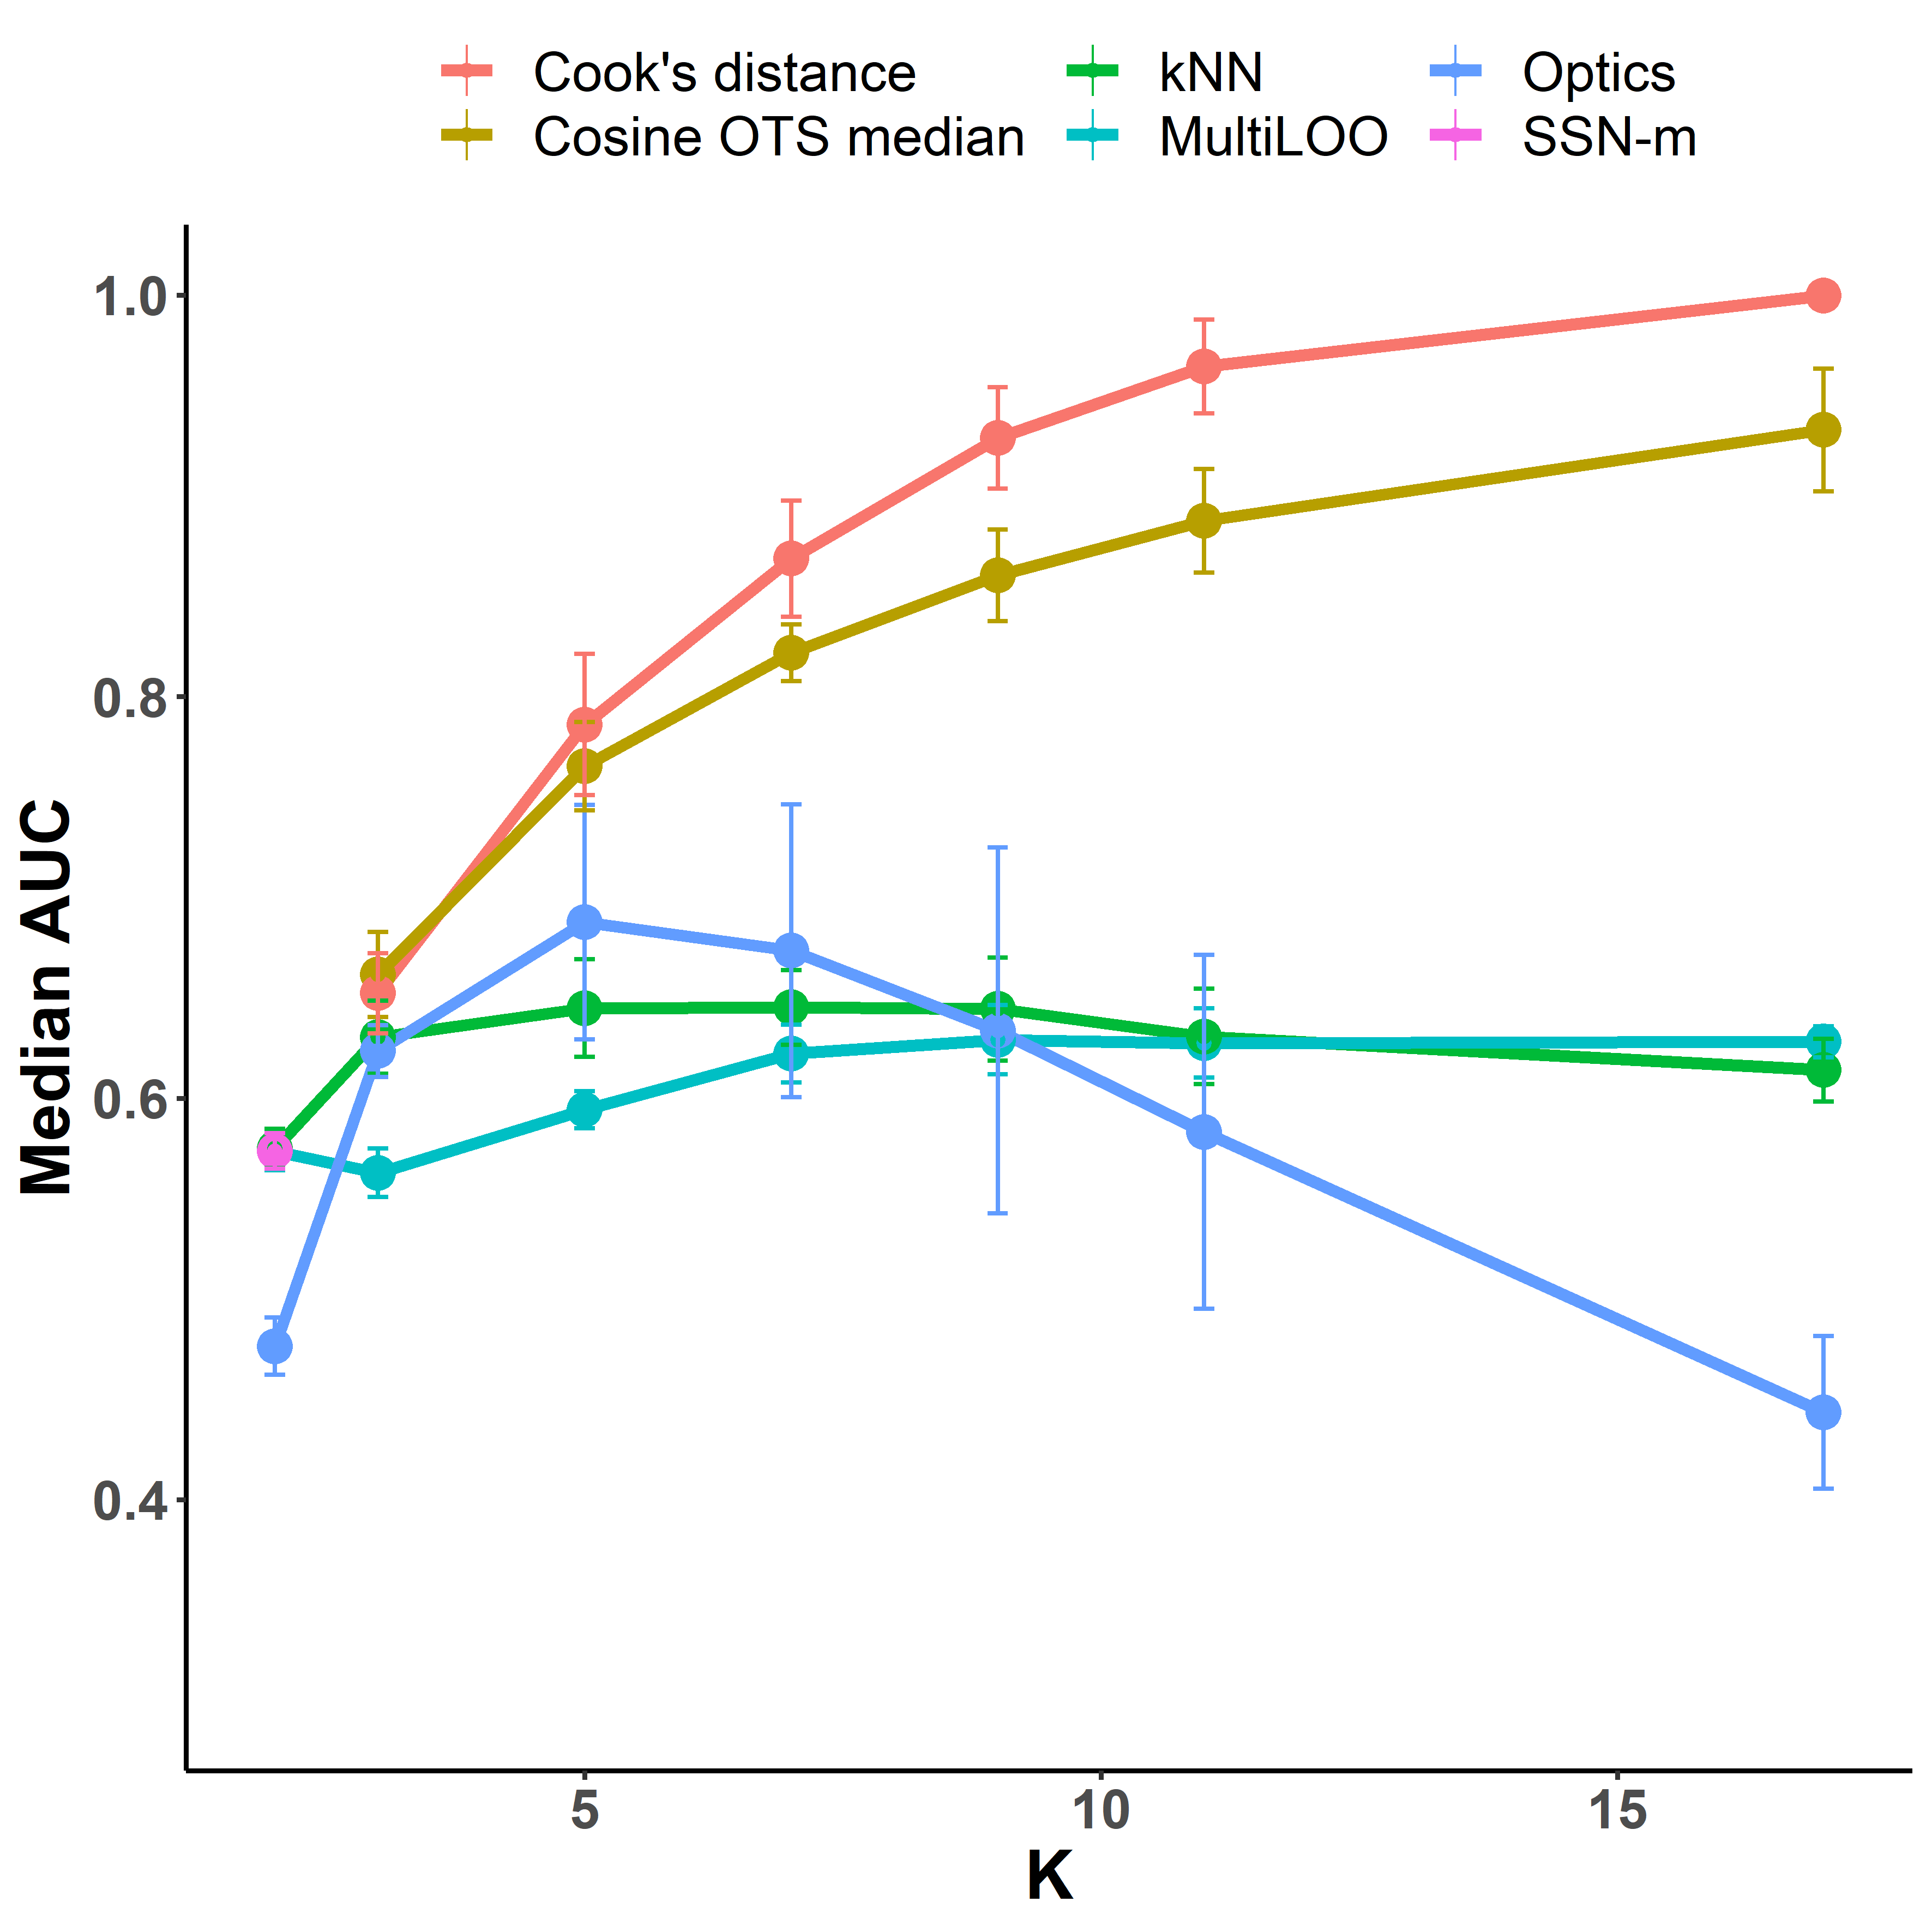 Cook's distance
kNN
Optics
Cosine OTS median
MultiLOO
SSN-m
1.0
0.8
0.6
0.4
Median AUC
5
10
15
K